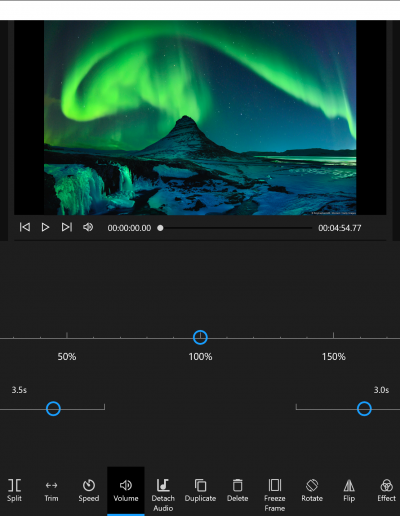 00:00:00.00
00:04:54.77
50%
100%
150%
3.5s
3.0s
Split
Trim
Speed
Volume
Detach Audio
Duplicate
Delete
Freeze Frame
Rotate
Flip
Effect